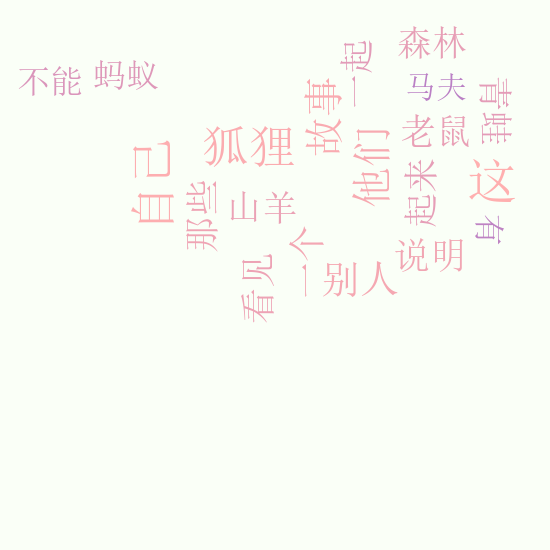 森林
一起
不能
蚂蚁
马夫
青蛙
故事
老鼠
狐狸
他们
自己
这
起来
那些
山羊
有
一个
说明
看见
别人